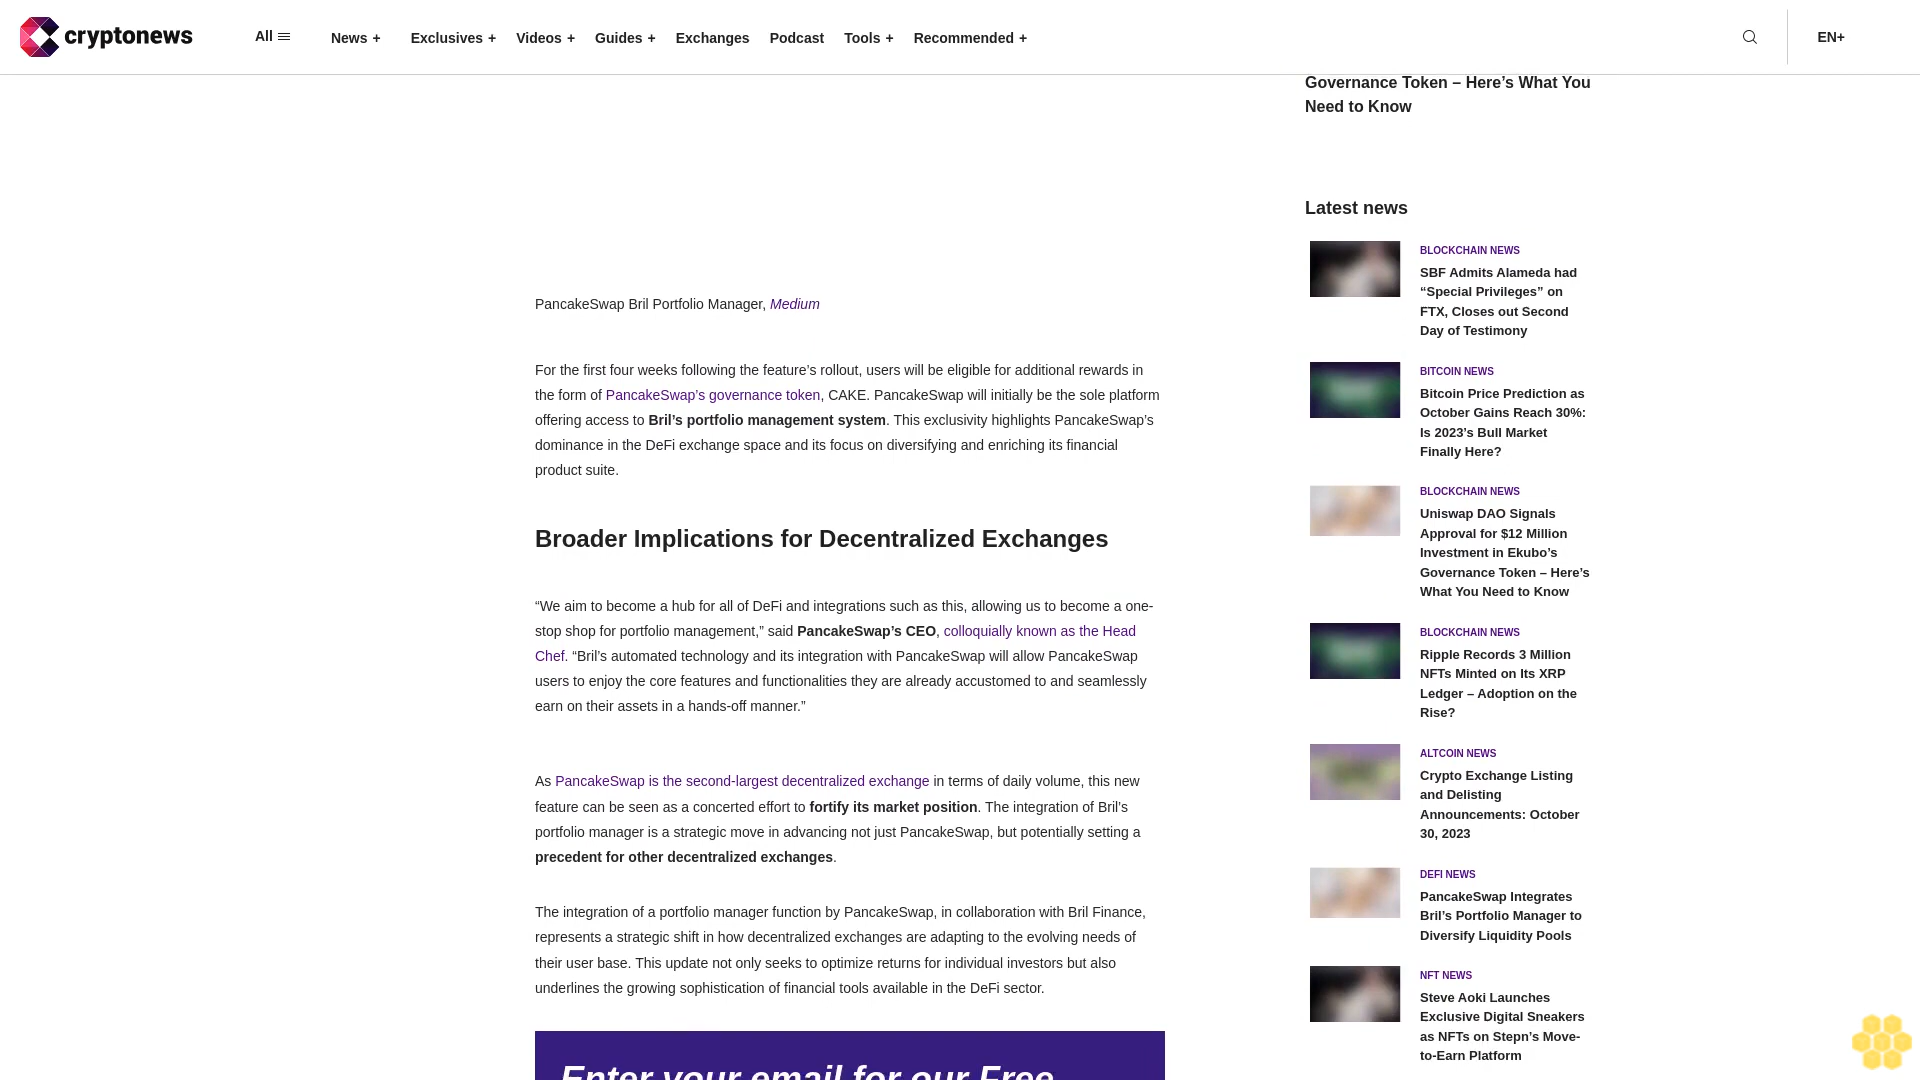 cryptonews
All
News +
Exclusives +
Videos +
Guides +
Exchanges
Podcast
Tools +
Recommended +
EN+
PancakeSwap Bril Portfolio Manager, Medium
For the first four weeks following the feature’s rollout, users will be eligible for additional rewards in
the form of PancakeSwap’s governance token, CAKE. PancakeSwap will initially be the sole platform
offering access to Bril’s portfolio management system. This exclusivity highlights PancakeSwap’s
dominance in the DeFi exchange space and its focus on diversifying and enriching its financial
product suite.
Broader Implications for Decentralized Exchanges
“We aim to become a hub for all of DeFi and integrations such as this, allowing us to become a one-
stop shop for portfolio management,” said PancakeSwap’s CEO, colloquially known as the Head
Chef. “Bril’s automated technology and its integration with PancakeSwap will allow PancakeSwap
users to enjoy the core features and functionalities they are already accustomed to and seamlessly
earn on their assets in a hands-off manner.”
As PancakeSwap is the second-largest decentralized exchange in terms of daily volume, this new
feature can be seen as a concerted effort to fortify its market position. The integration of Bril’s
portfolio manager is a strategic move in advancing not just PancakeSwap, but potentially setting a
precedent for other decentralized exchanges.
The integration of a portfolio manager function by PancakeSwap, in collaboration with Bril Finance,
represents a strategic shift in how decentralized exchanges are adapting to the evolving needs of
their user base. This update not only seeks to optimize returns for individual investors but also
underlines the growing sophistication of financial tools available in the DeFi sector.
Enter your email for our Free
Governance Token – Here’s What You
Need to Know
Latest news
BLOCKCHAIN NEWS
SBF Admits Alameda had
“Special Privileges” on
FTX, Closes out Second
Day of Testimony
BITCOIN NEWS
Bitcoin Price Prediction as
October Gains Reach 30%:
Is 2023’s Bull Market
Finally Here?
BLOCKCHAIN NEWS
Uniswap DAO Signals
Approval for $12 Million
Investment in Ekubo’s
Governance Token – Here’s
What You Need to Know
BLOCKCHAIN NEWS
Ripple Records 3 Million
NFTs Minted on Its XRP
Ledger – Adoption on the
Rise?
ALTCOIN NEWS
Crypto Exchange Listing
and Delisting
Announcements: October
30, 2023
DEFI NEWS
PancakeSwap Integrates
Bril’s Portfolio Manager to
Diversify Liquidity Pools
NFT NEWS
Steve Aoki Launches
Exclusive Digital Sneakers
as NFTs on Stepn’s Move-
to-Earn Platform